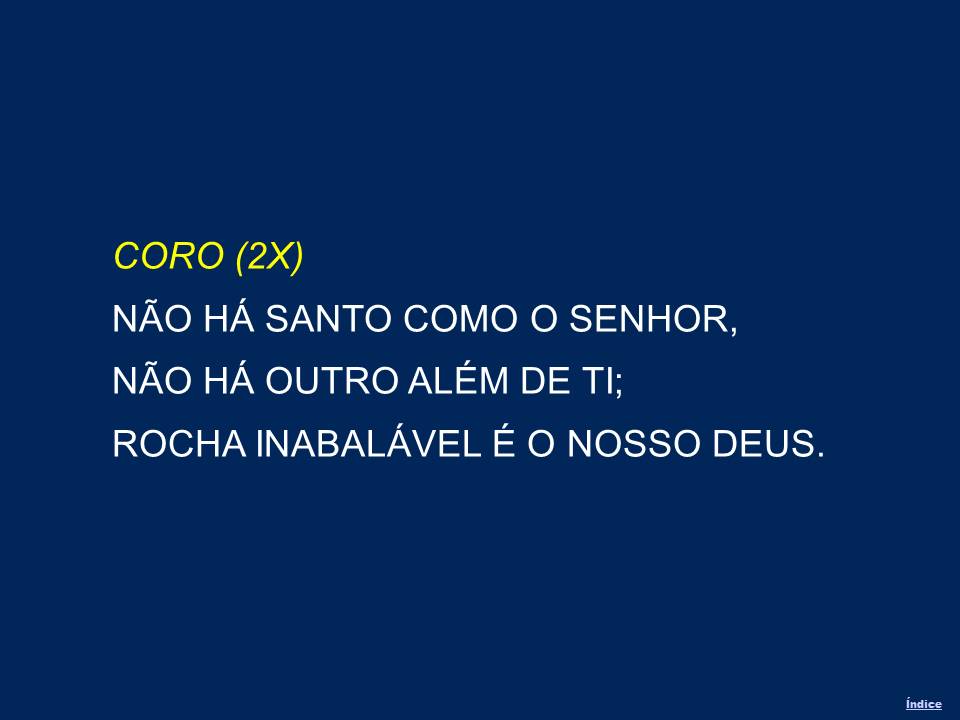 CORO (2X)
NÃO HÁ SANTO COMO O SENHOR,
NÃO HÁ OUTRO ALÉM DE TI;
ROCHA INABALÁVEL É O NOSSO DEUS.
Índice